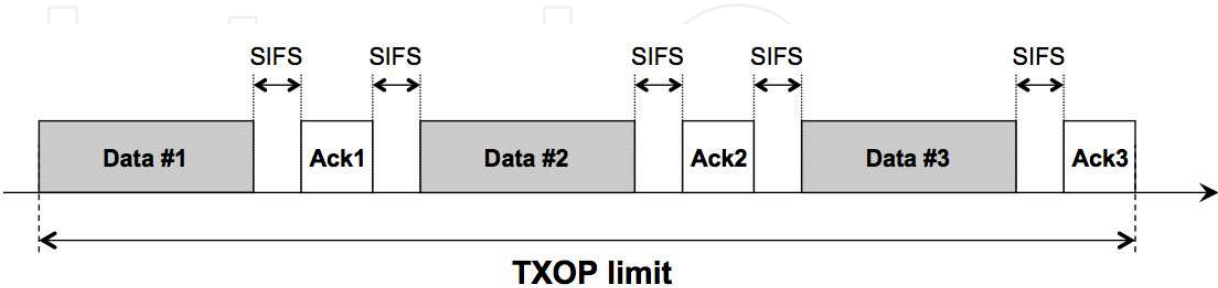 SIFS SIFS SIFS SIFS SIFS
Data #1 Ack1 Data #2 Ack2 Data #3 Ack3
TXOP limit